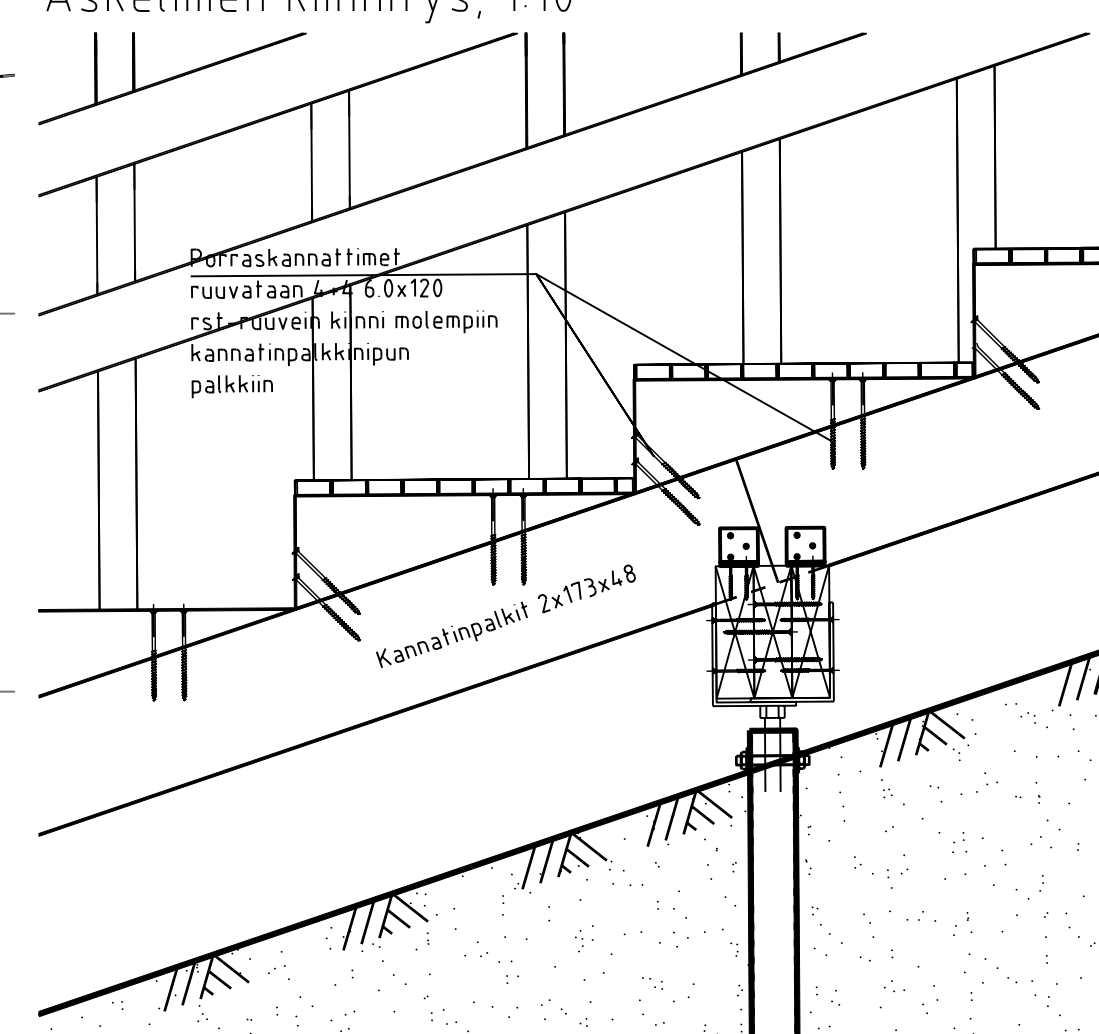 Askelmien kiinnitys, 1:10
Porraskannattimet
ruuvataan 4+4 6.0x120
rst-ruuvein kiinni molempiin
kannatinpalkkinipun
palkkiin
Kannatinpalkit 2x173x48